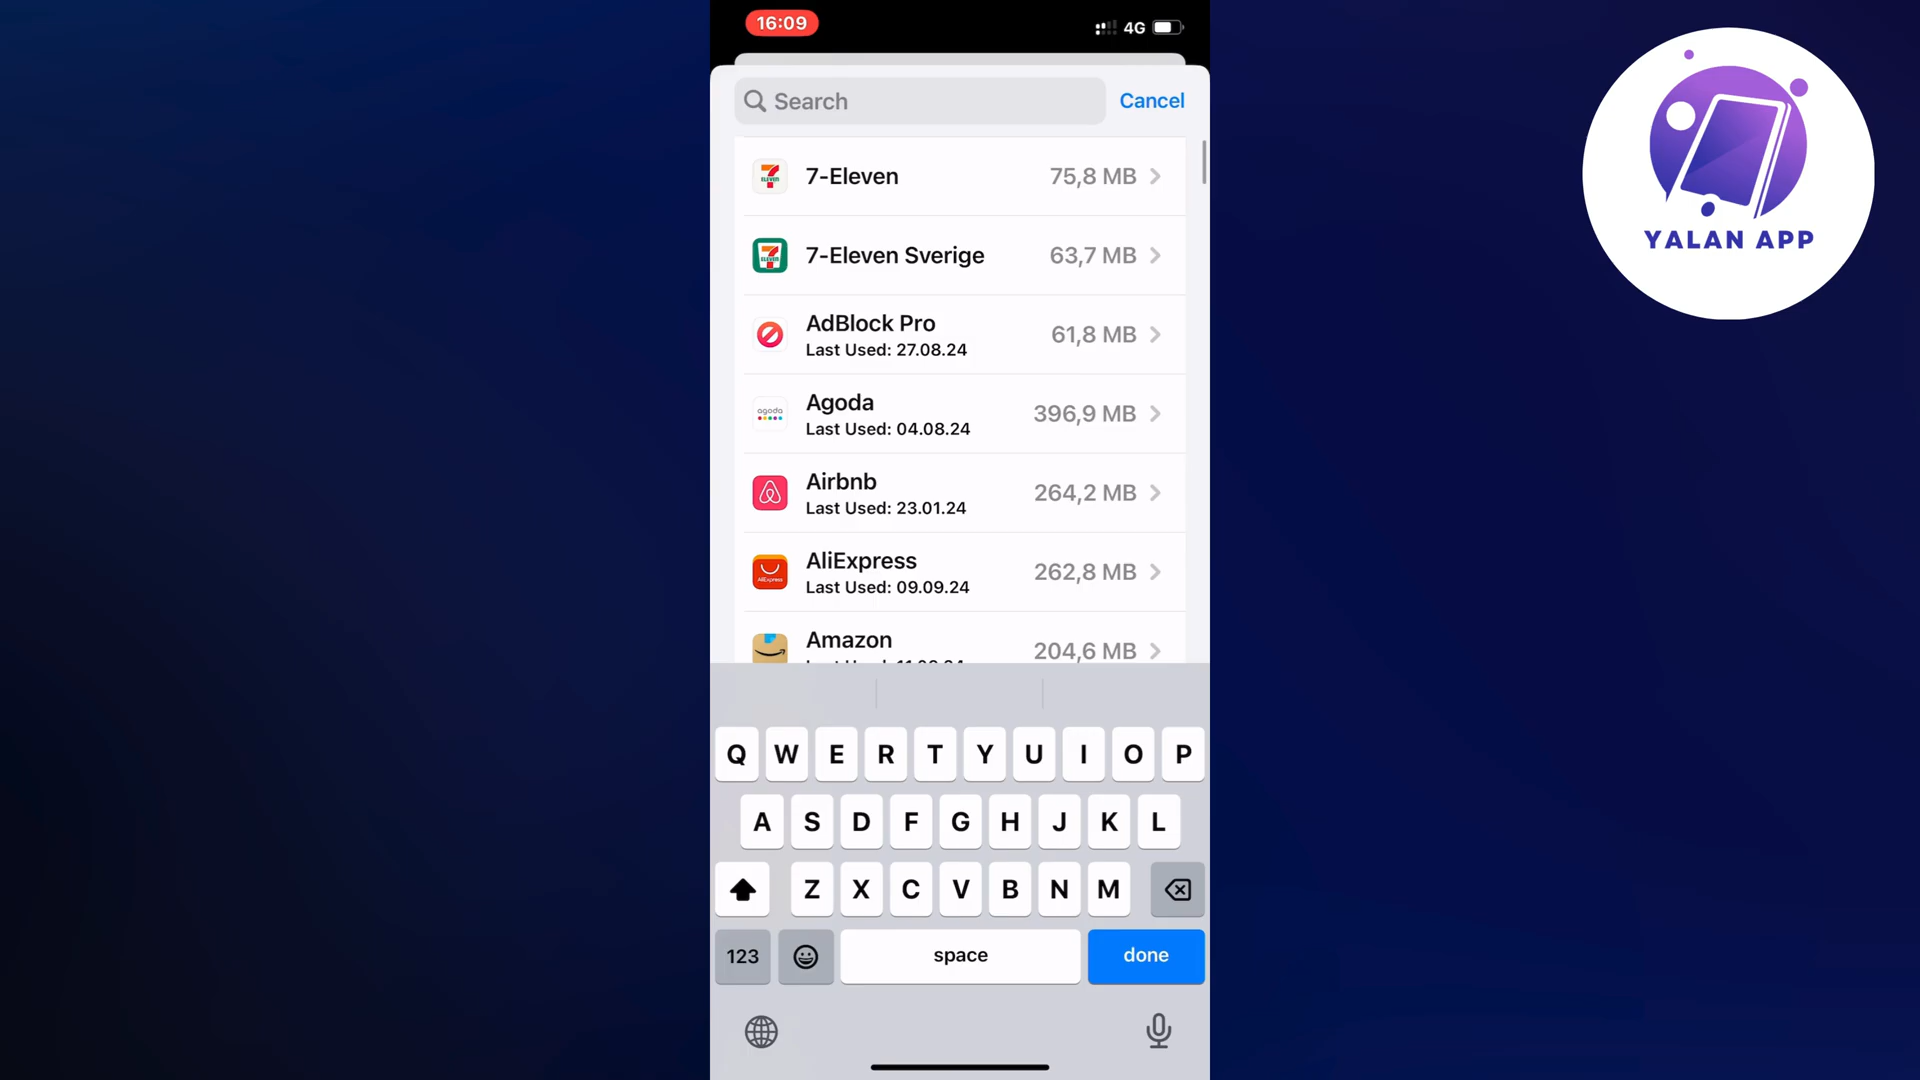 16:09
4G
Search
Cancel
7-Eleven
75,8 MB
7-Eleven Sverige
63,7 MB
AdBlock Pro
Last Used: 27.08.24
61,8 MB
agoda
Agoda
Last Used: 04.08.24
396,9 MB
Airbnb
Last Used: 23.01.24
264,2 MB
AliExpress
AliExpress
Last Used: 09.09.24
262,8 MB
Amazon
204,6 MB
Q W E R T Y U I O P
A S D F G H J K L
Z X C V B N M
123
space
done
YALAN APP